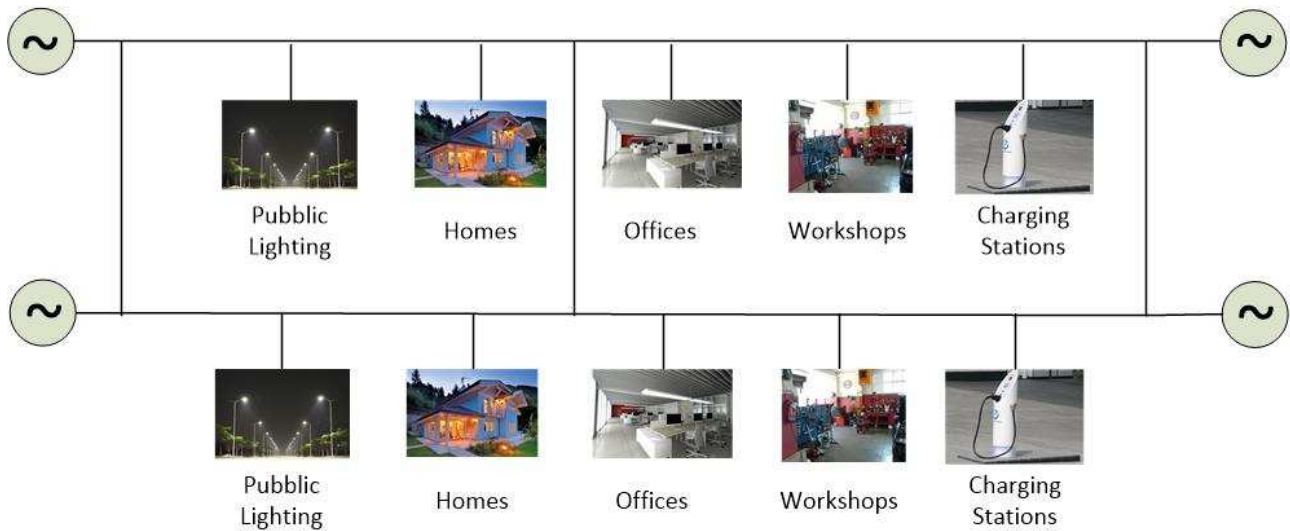 ~
~
Pubblic
Lighting
Homes
Offices
Workshops
Charging
Stations
~
~
Pubblic
Lighting
Homes
Offices
Workshops
Charging
Stations